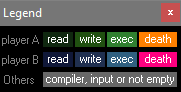 Legend x
player A read write exec death
player B read write exec death
Others compiler, input or not empty